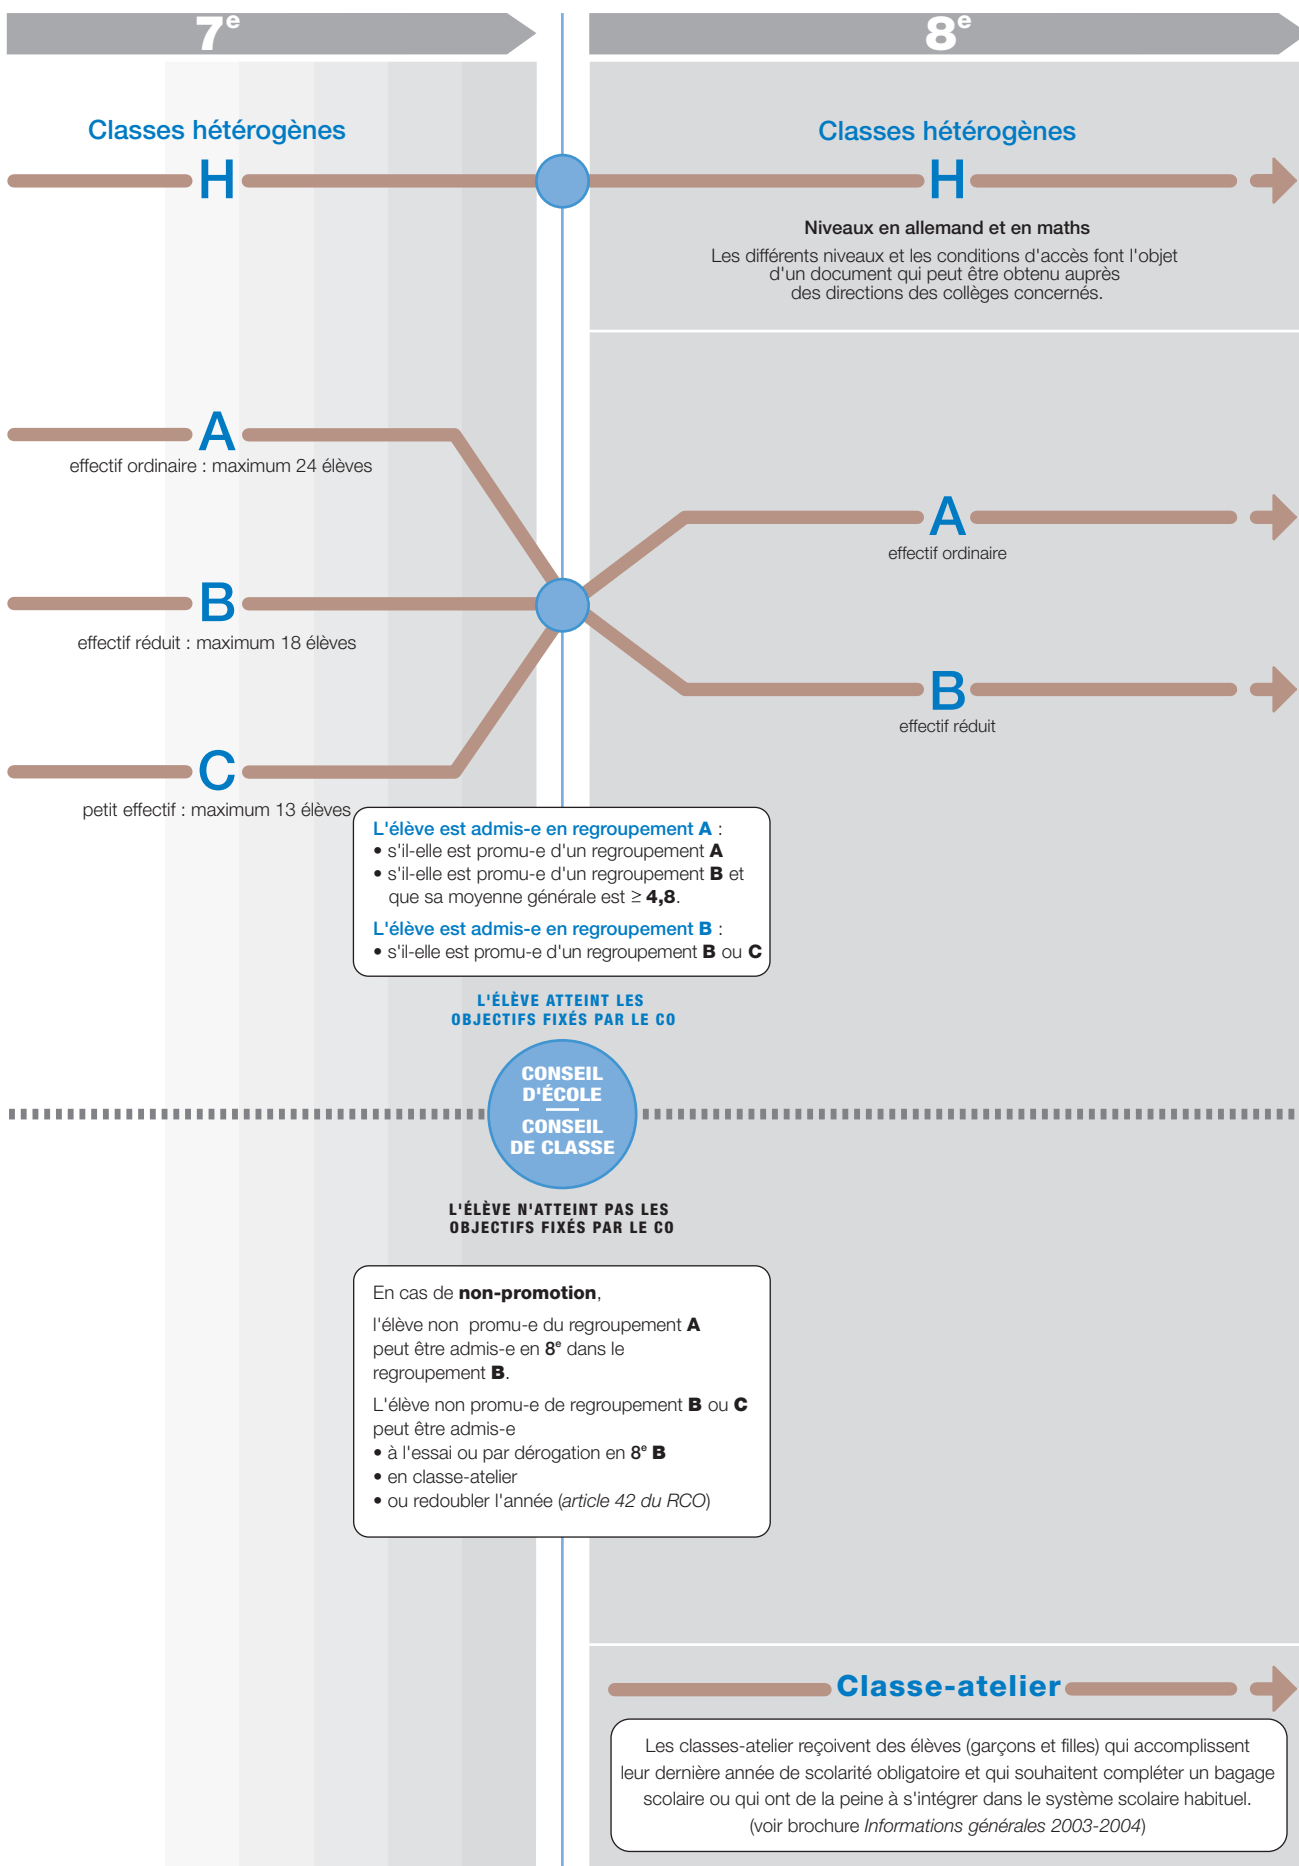 7e
8e
Classes hétérogènes
H
Classes hétérogènes
H
Niveaux en allemand et en maths
Les différents niveaux et les conditions d'accès font l'objet
d'un document qui peut être obtenu auprès
des directions des collèges concernés.
A
effectif ordinaire : maximum 24 élèves
B
effectif réduit : maximum 18 élèves
C
petit effectif : maximum 13 élèves
A
effectif ordinaire
B
effectif réduit
L'élève est admis-e en regroupement A :
• s'il-elle est promu-e d'un regroupement A
• s'il-elle est promu-e d'un regroupement B et
que sa moyenne générale est ≥ 4,8.
L'élève est admis-e en regroupement B :
• s'il-elle est promu-e d'un regroupement B ou C
L'ÉLÈVE ATTEINT LES
OBJECTIFS FIXÉS PAR LE CO
CONSEIL
D'ÉCOLE
CONSEIL
DE CLASSE
L'ÉLÈVE N'ATTEINT PAS LES
OBJECTIFS FIXÉS PAR LE CO
En cas de non-promotion,
l'élève non promu-e du regroupement A
peut être admis-e en 8e dans le
regroupement B.
L'élève non promu-e de regroupement B ou C
peut être admis-e
• à l'essai ou par dérogation en 8e B
• en classe-atelier
• ou redoubler l'année (article 42 du RCO)
Classe-atelier
Les classes-atelier reçoivent des élèves (garçons et filles) qui accomplissent
leur dernière année de scolarité obligatoire et qui souhaitent compléter un bagage
scolaire ou qui ont de la peine à s'intégrer dans le système scolaire habituel.
(voir brochure Informations générales 2003-2004)